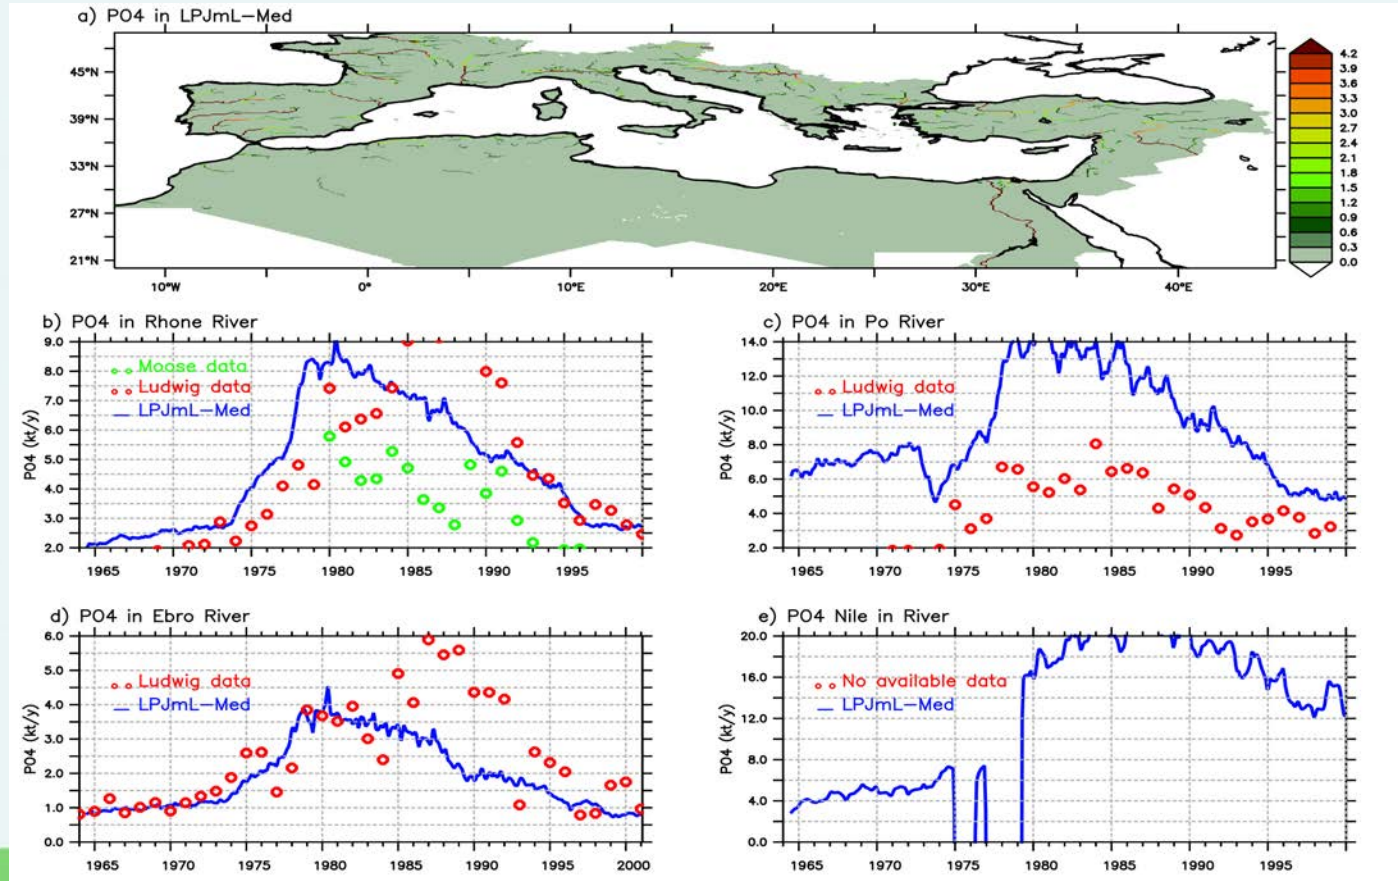 a) PO4 in LPJmL-Med
45°N
39°N
33°N
27°N
21°N
10°W 0° 10°E 20°E 30°E 40°E
4.2
3.9
3.6
3.3
3.0
2.7
2.4
2.1
1.8
1.5
1.2
0.9
0.6
0.3
0.0
b) PO4 in Rhone River
PO4 (kt/y)
9.0
8.0
7.0
6.0
5.0
4.0
3.0
2.0
Moose data
Ludwig data
LPJmL-Med
1965 1970 1975 1980 1985 1990 1995
c) PO4 in Po River
PO4 (kt/y)
14.0
12.0
10.0
8.0
6.0
4.0
2.0
Ludwig data
LPJmL-Med
1965 1970 1975 1980 1985 1990 1995
d) PO4 in Ebro River
PO4 (kt/y)
6.0
5.0
4.0
3.0
2.0
1.0
0.0
Ludwig data
LPJmL-Med
1965 1970 1975 1980 1985 1990 1995 2000
e) PO4 Nile in River
PO4 (kt/y)
20.0
16.0
12.0
8.0
4.0
0.0
No available data
LPJmL-Med
1965 1970 1975 1980 1985 1990 1995